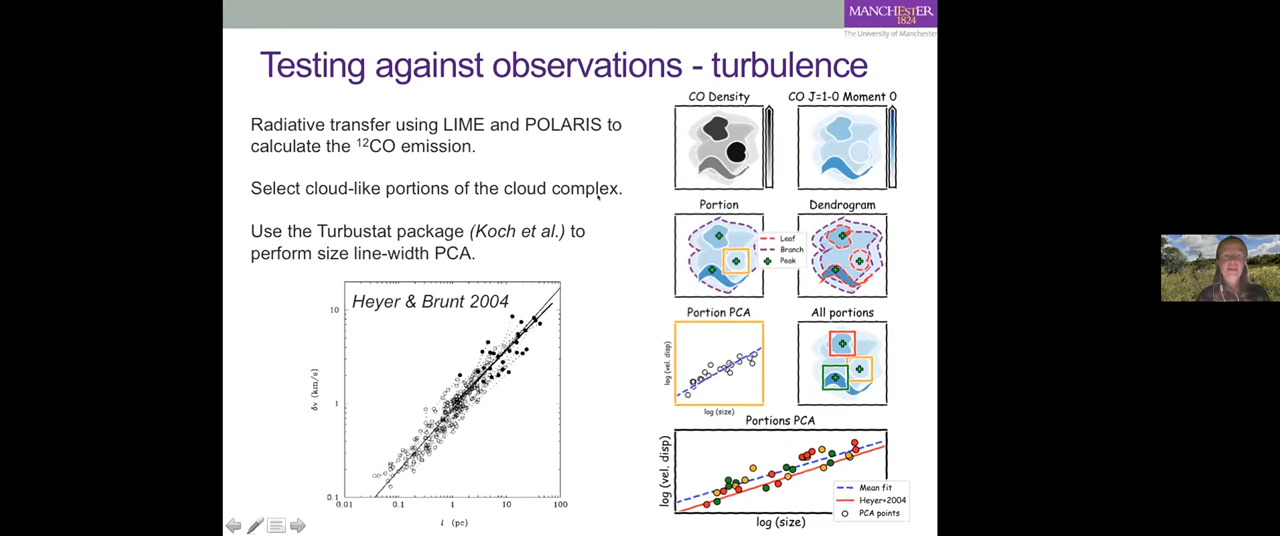 MANCHESTER
1824
The University of Manchester
Testing against observations - turbulence
Radiative transfer using LIME and POLARIS to
calculate the ¹²CO emission.
Select cloud-like portions of the cloud complex.
Use the Turbustat package (Koch et al.) to
perform size line-width PCA.
Heyer & Brunt 2004
10
1
0.1
δv (km/s)
0.01
0.1
1
10
100
l (pc)
CO Density
CO J=1-0 Moment 0
Portion
Dendrogram
Leaf
Branch
Peak
Portion PCA
log (vel. disp)
log (size)
All portions
Portions PCA
log (vel. disp)
log (size)
Mean fit
Heyer+2004
PCA points